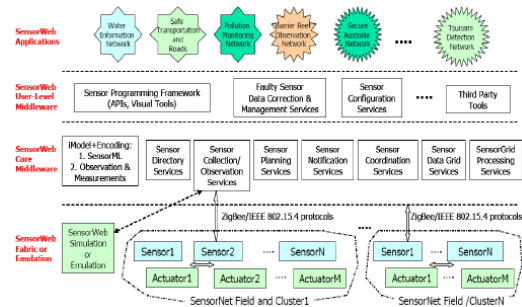 SensorWeb
Applications
Water
Information
Network
Safe
Transportation
and
Roads
Pollution
Monitoring
Network
Barrier Reef
Observation
Network
Secure
Australia
Network
Tsunami
Detection
Network
SensorWeb
User-Level
Middleware
Sensor Programming Framework
(APIs, Visual Tools)
Faulty Sensor
Data Correction &
Management Services
Sensor
Configuration
Services
Third Party
Tools
SensorWeb
Core
Middleware
iModel+Encoding:
1. SensorML
2. Observation &
Measurements
Sensor
Directory
Services
Sensor
Collection/
Observation
Services
Sensor
Planning
Services
Sensor
Notification
Services
Sensor
Coordination
Services
Sensor
Data Grid
Services
SensorGrid
Processing
Services
SensorWeb
Fabric or
Emulation
SensorWeb
Simulation
or
Emulation
ZigBee/IEEE 802.15.4 protocols
ZigBee/IEEE 802.15.4 protocols
Sensor1
Sensor2
SensorN
Actuator1
Actuator2
ActuatorM
SensorNet Field and Cluster1
Sensor1
SensorN
Actuator1
ActuatorM
SensorNet Field /ClusterN